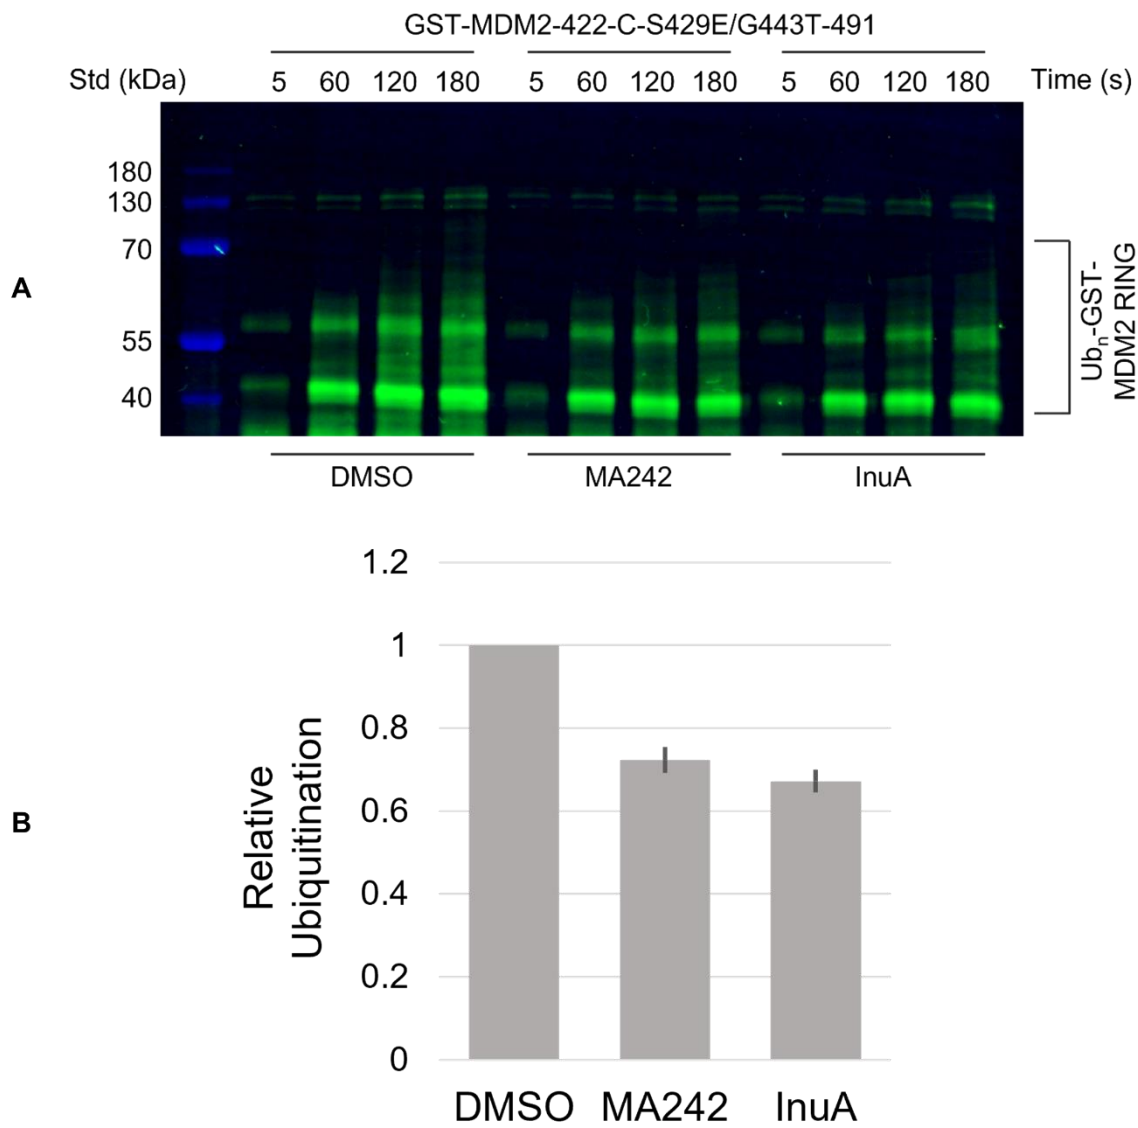 GST-MDM2-422-C-S429E/G443T-491
Std (kDa) 5 60 120 180 5 60 120 180 5 60 120 180 Time (s)
180
130
70
55
40
A
Ubn-GST-
MDM2 RING
DMSO MA242 InuA
B
Relative
Ubiquitination
1.2
1
0.8
0.6
0.4
0.2
0
DMSO MA242 InuA